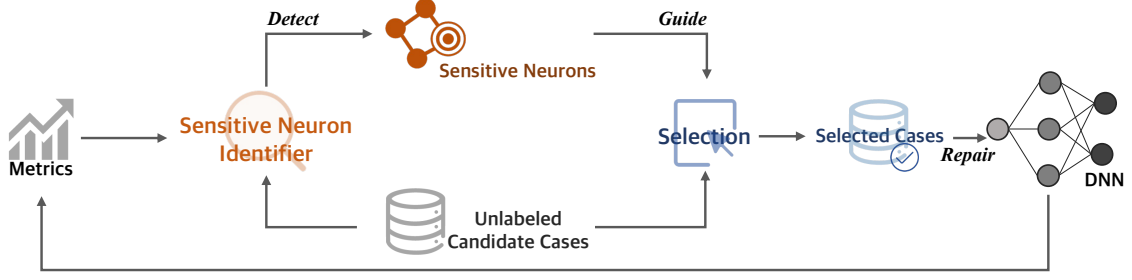 Detect
Guide
Sensitive Neurons
Metrics
Sensitive Neuron
Identifier
Selection
Selected Cases
Repair
DNN
Unlabeled
Candidate Cases